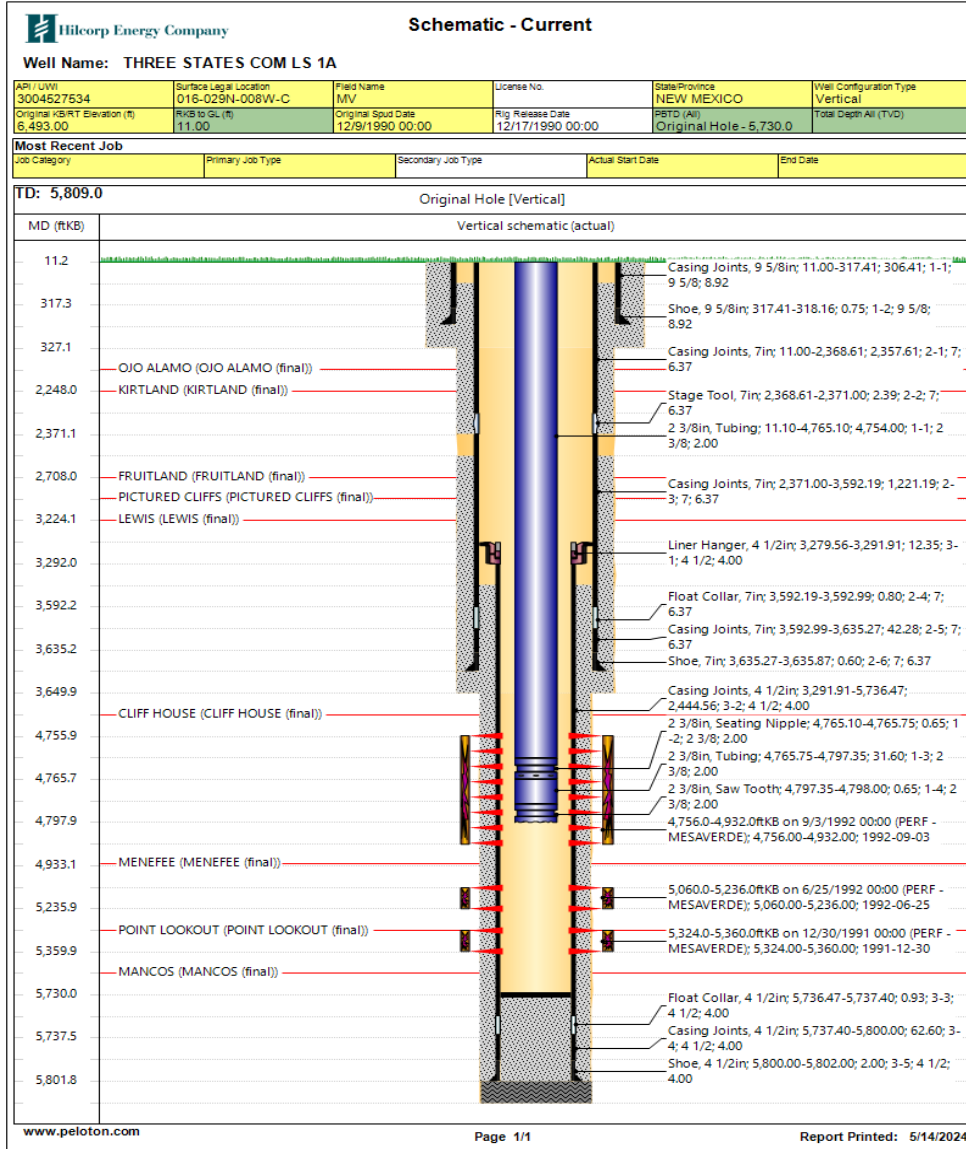 Hilcorp Energy Company
Schematic - Current
Well Name: THREE STATES COM LS 1A
API / UWI
3004527534
Surface Legal Location
016-029N-008W-C
Field Name
MV
License No.
State/Province
NEW MEXICO
Well Configuration Type
Vertical
Original KB/RT Elevation (ft)
6,493.00
RKB to GL (ft)
11.00
Original Spud Date
12/9/1990 00:00
Rig Release Date
12/17/1990 00:00
PBTD (All)
Original Hole - 5,730.0
Total Depth All (TVD)
Most Recent Job
Job Category
Primary Job Type
Secondary Job Type
Actual Start Date
End Date
TD: 5,809.0
Original Hole [Vertical]
MD (ftKB)
Vertical schematic (actual)
11.2
317.3
327.1
2,248.0
2,371.1
2,708.0
3,224.1
3,292.0
3,592.2
3,635.2
3,649.9
4,755.9
4,765.7
4,797.9
4,933.1
5,235.9
5,359.9
5,730.0
5,737.5
5,801.8
OJO ALAMO (OJO ALAMO (final))
KIRTLAND (KIRTLAND (final))
FRUITLAND (FRUITLAND (final))
PICTURED CLIFFS (PICTURED CLIFFS (final))
LEWIS (LEWIS (final))
CLIFF HOUSE (CLIFF HOUSE (final))
MENEFEE (MENEFEE (final))
POINT LOOKOUT (POINT LOOKOUT (final))
MANCOS (MANCOS (final))
Casing Joints, 9 5/8in; 11.00-317.41; 306.41; 1-1;
9 5/8; 8.92
Shoe, 9 5/8in; 317.41-318.16; 0.75; 1-2; 9 5/8;
8.92
Casing Joints, 7in; 11.00-2,368.61; 2,357.61; 2-1; 7;
6.37
Stage Tool, 7in; 2,368.61-2,371.00; 2.39; 2-2; 7;
6.37
2 3/8in, Tubing; 11.10-4,765.10; 4,754.00; 1-1; 2
3/8; 2.00
Casing Joints, 7in; 2,371.00-3,592.19; 1,221.19; 2-
3; 7; 6.37
Liner Hanger, 4 1/2in; 3,279.56-3,291.91; 12.35; 3-
1; 4 1/2; 4.00
Float Collar, 7in; 3,592.19-3,592.99; 0.80; 2-4; 7;
6.37
Casing Joints, 7in; 3,592.99-3,635.27; 42.28; 2-5; 7;
6.37
Shoe, 7in; 3,635.27-3,635.87; 0.60; 2-6; 7; 6.37
Casing Joints, 4 1/2in; 3,291.91-5,736.47;
2,444.56; 3-2; 4 1/2; 4.00
2 3/8in, Seating Nipple; 4,765.10-4,765.75; 0.65; 1
-2; 2 3/8; 2.00
2 3/8in, Tubing; 4,765.75-4,797.35; 31.60; 1-3; 2
3/8; 2.00
2 3/8in, Saw Tooth; 4,797.35-4,798.00; 0.65; 1-4; 2
3/8; 2.00
4,756.0-4,932.0ftKB on 9/3/1992 00:00 (PERF -
MESAVERDE); 4,756.00-4,932.00; 1992-09-03
5,060.0-5,236.0ftKB on 6/25/1992 00:00 (PERF -
MESAVERDE); 5,060.00-5,236.00; 1992-06-25
5,324.0-5,360.0ftKB on 12/30/1991 00:00 (PERF -
MESAVERDE); 5,324.00-5,360.00; 1991-12-30
Float Collar, 4 1/2in; 5,736.47-5,737.40; 0.93; 3-3;
4 1/2; 4.00
Casing Joints, 4 1/2in; 5,737.40-5,800.00; 62.60; 3-
4; 4 1/2; 4.00
Shoe, 4 1/2in; 5,800.00-5,802.00; 2.00; 3-5; 4 1/2;
4.00
www.peloton.com
Page 1/1
Report Printed: 5/14/2024